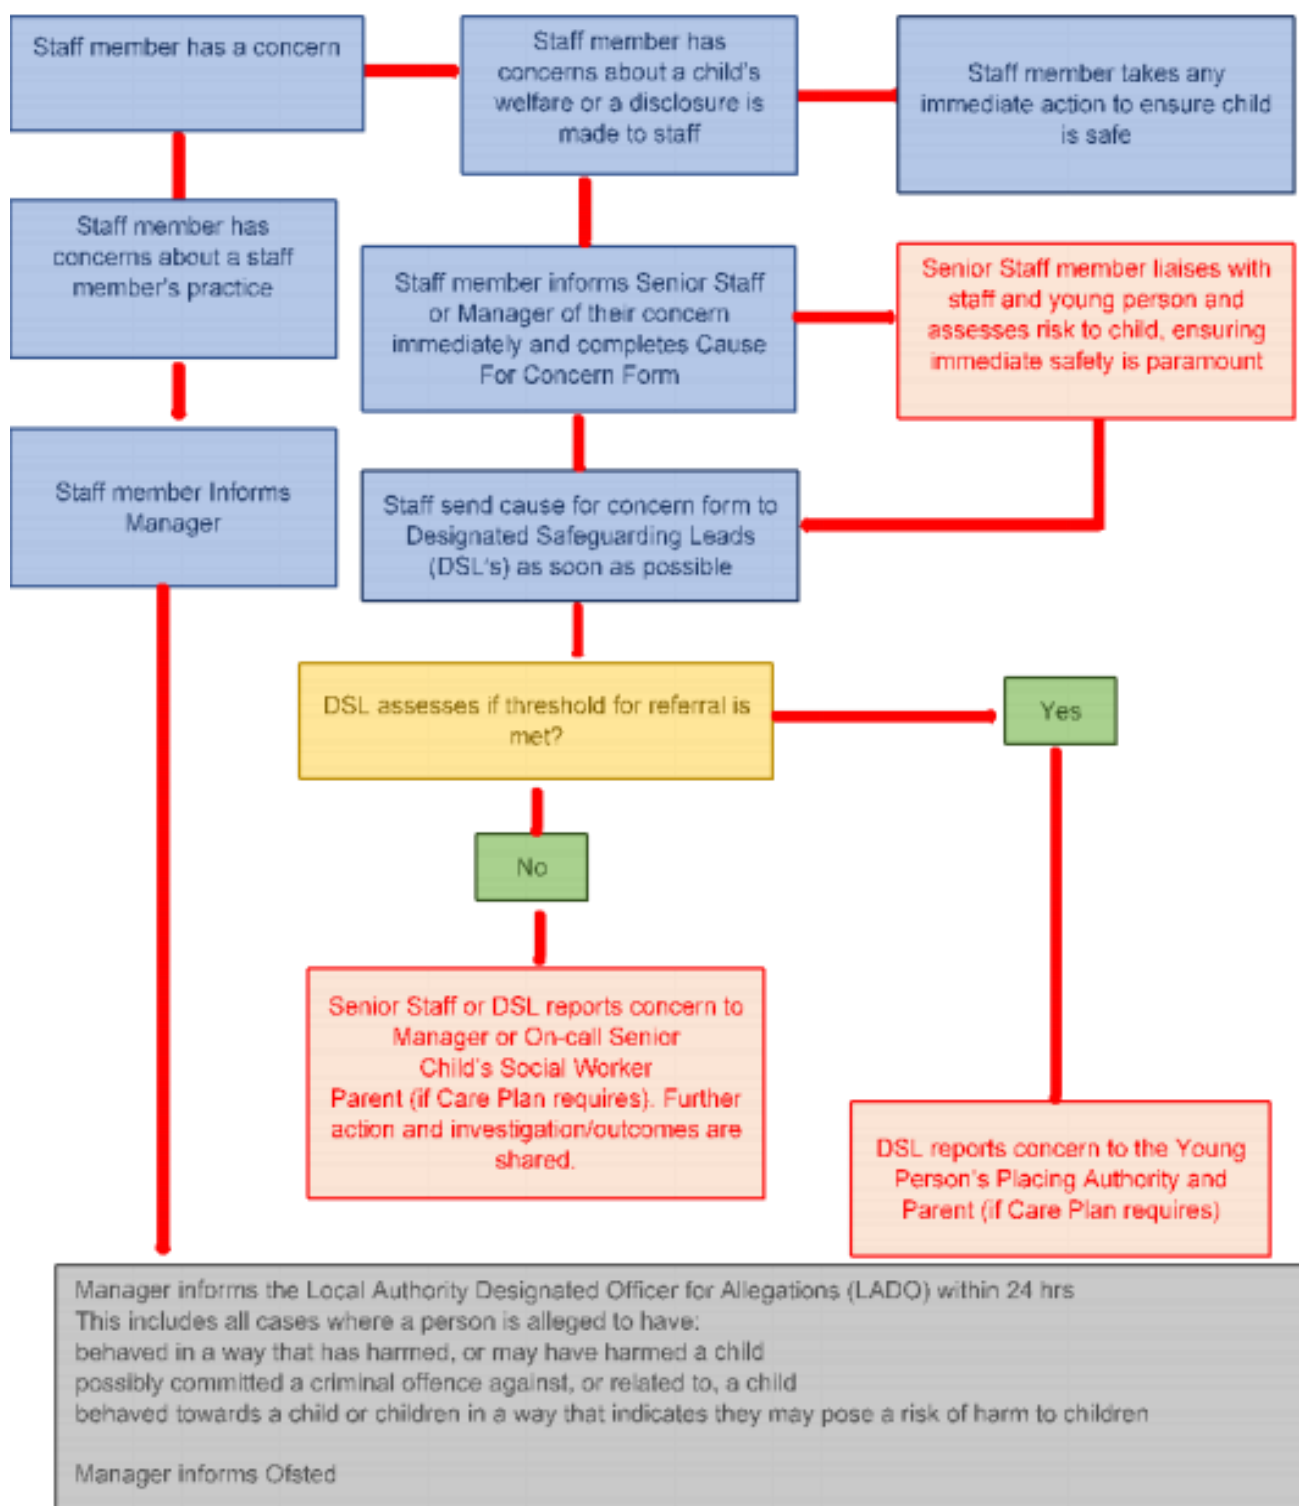 Staff member has a concern
Staff member has
concerns about a child's
welfare or a disclosure is
made to staff
Staff member takes any
immediate action to ensure child
is safe
Staff member has
concerns about a staff
member's practice
Staff member informs Senior Staff
or Manager of their concern
immediately and completes Cause
For Concern Form
Senior Staff member liaises with
staff and young person and
assesses risk to child, ensuring
immediate safety is paramount
Staff member Informs
Manager
Staff send cause for concern form to
Designated Safeguarding Leads
(DSL's) as soon as possible
DSL assesses if threshold for referral is
met?
Yes
No
Senior Staff or DSL reports concern to
Manager or On-call Senior
Child's Social Worker
Parent (if Care Plan requires). Further
action and investigation/outcomes are
shared.
DSL reports concern to the Young
Person's Placing Authority and
Parent (if Care Plan requires)
Manager informs the Local Authority Designated Officer for Allegations (LADO) within 24 hrs
This includes all cases where a person is alleged to have:
behaved in a way that has harmed, or may have harmed a child
possibly committed a criminal offence against, or related to, a child
behaved towards a child or children in a way that indicates they may pose a risk of harm to children
Manager informs Ofsted